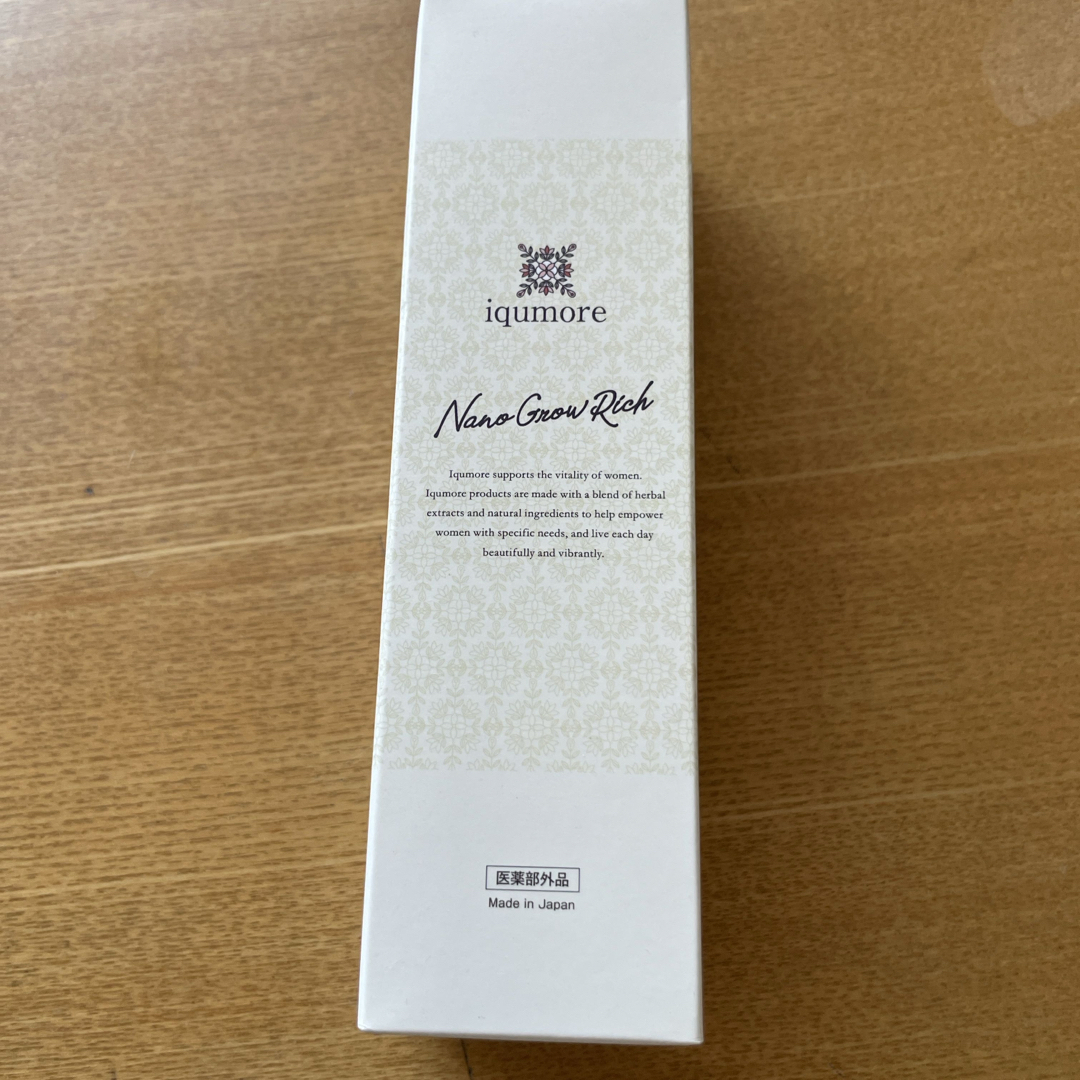 iqumore
Nano Grow Rich
Iqumore supports the vitality of women.
Iqumore products are made with a blend of herbal
extracts and natural ingredients to help empower
women with specific needs, and live each day
beautifully and vibrantly.
医薬部外品
Made in Japan